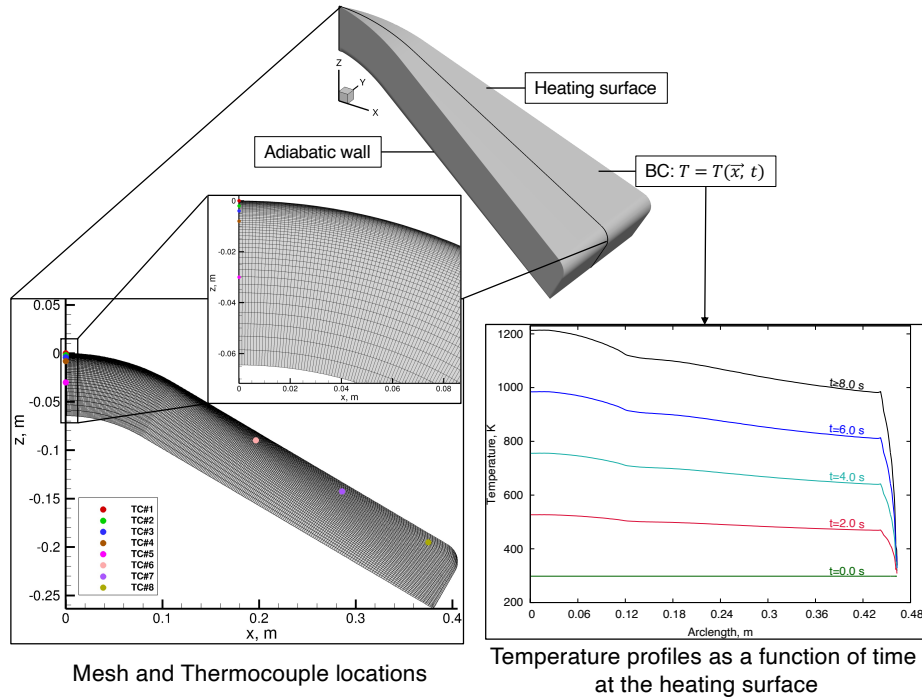 Z
Y
X
Heating surface
Adiabatic wall
BC: T = T(x⃗, t)
0
-0.02
-0.04
-0.06
z, m
0
0.02
0.04
0.06
0.08
x, m
0.05
0
-0.05
-0.1
-0.15
-0.2
-0.25
z, m
TC#1
TC#2
TC#3
TC#4
TC#5
TC#6
TC#7
TC#8
0
0.1
0.2
0.3
0.4
x, m
1200
1000
800
600
400
200
Temperature, K
t≥8.0 s
t=6.0 s
t=4.0 s
t=2.0 s
t=0.0 s
0
0.06
0.12
0.18
0.24
0.3
0.36
0.42
0.48
Arclength, m
Mesh and Thermocouple locations
Temperature profiles as a function of time
at the heating surface